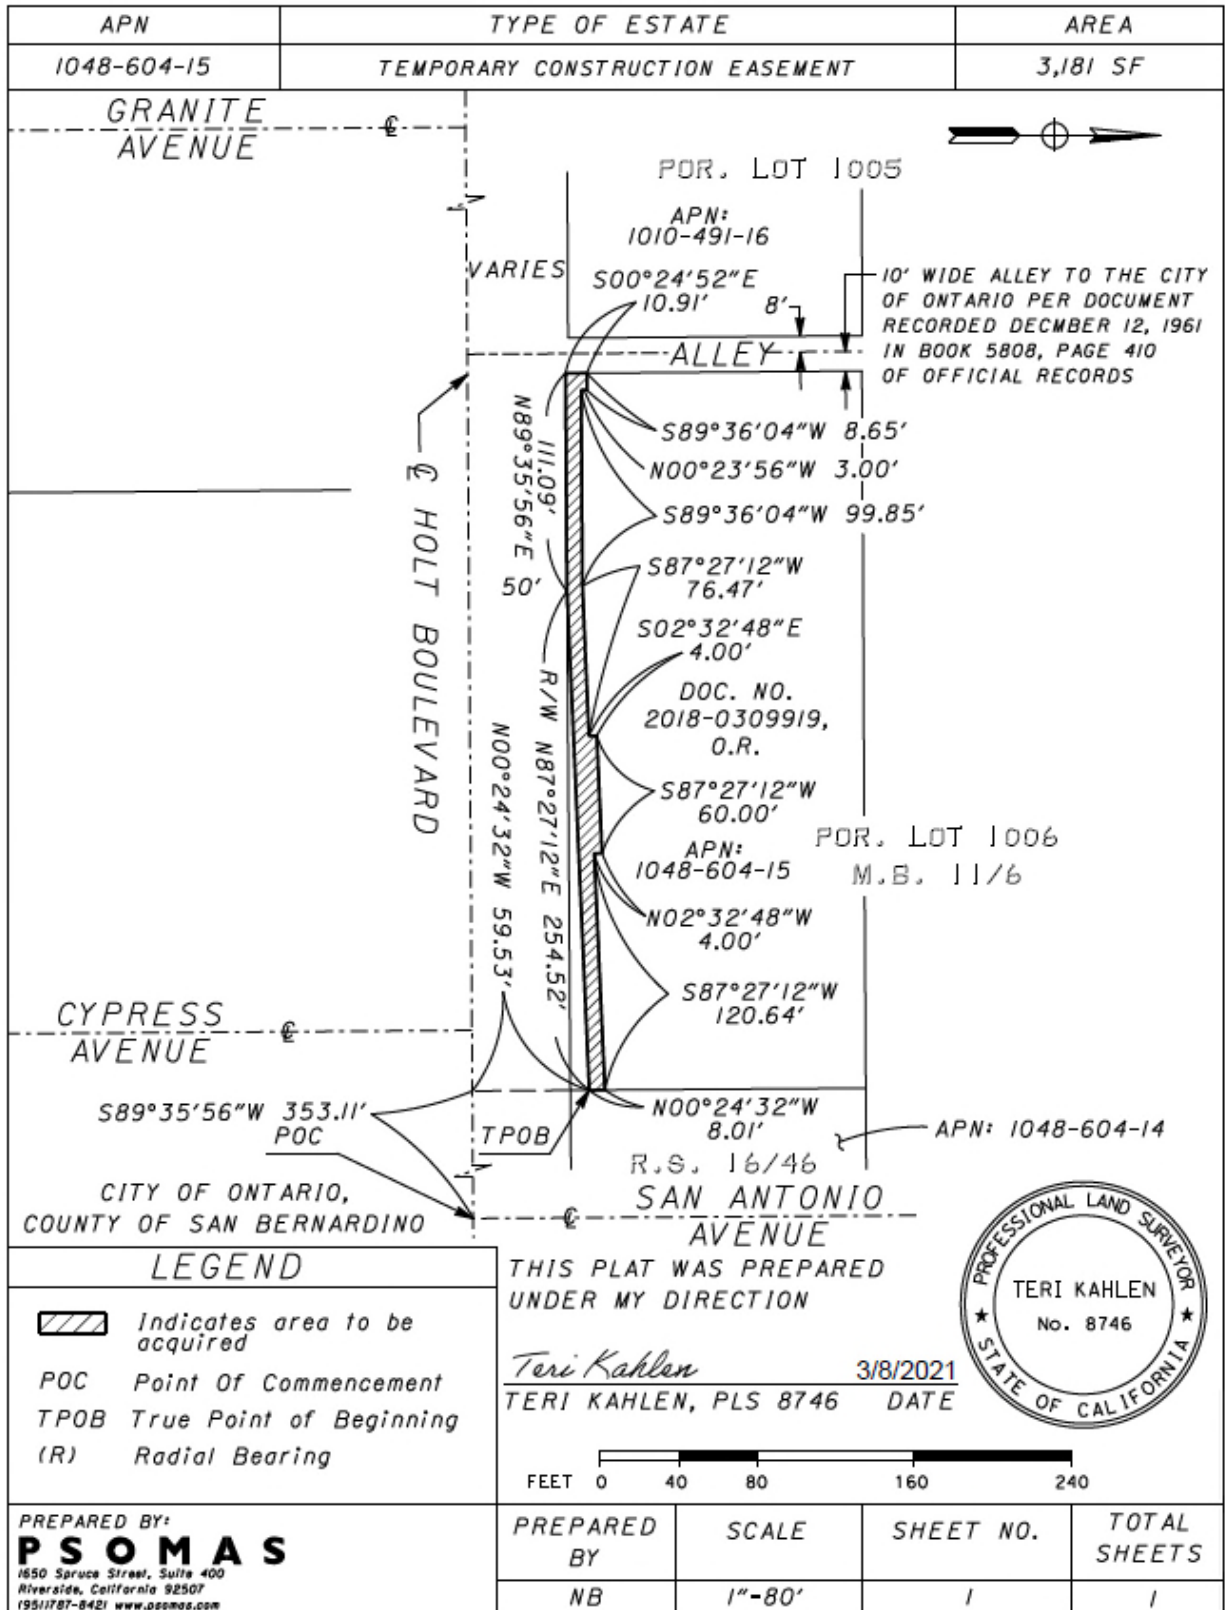 APN TYPE OF ESTATE AREA
1048-604-15 TEMPORARY CONSTRUCTION EASEMENT 3,181 SF
GRANITE
AVENUE
℄
POR. LOT 1005
APN:
1010-491-16
VARIES
S00°24'52"E
10.91'
8'
10' WIDE ALLEY TO THE CITY
OF ONTARIO PER DOCUMENT
RECORDED DECMBER 12, 1961
IN BOOK 5808, PAGE 410
OF OFFICIAL RECORDS
ALLEY
N89°35'56"E
111.09'
S89°36'04"W 8.65'
N00°23'56"W 3.00'
S89°36'04"W 99.85'
℄ HOLT BOULEVARD
50'
S87°27'12"W
76.47'
S02°32'48"E
4.00'
DOC. NO.
2018-0309919,
O.R.
R/W N87°27'12"E 254.52'
N00°24'32"W 59.53'
S87°27'12"W
60.00'
APN:
1048-604-15
POR. LOT 1006
M.B. 11/6
N02°32'48"W
4.00'
S87°27'12"W
120.64'
CYPRESS
AVENUE
℄
S89°35'56"W 353.11'
POC
TPOB
N00°24'32"W
8.01'
APN: 1048-604-14
R.S. 16/46
CITY OF ONTARIO,
COUNTY OF SAN BERNARDINO
℄
SAN ANTONIO
AVENUE
LEGEND
Indicates area to be
acquired
POC Point Of Commencement
TPOB True Point of Beginning
(R) Radial Bearing
THIS PLAT WAS PREPARED
UNDER MY DIRECTION
Teri Kahlen 3/8/2021
TERI KAHLEN, PLS 8746 DATE
PROFESSIONAL LAND SURVEYOR
TERI KAHLEN
No. 8746
★ STATE OF CALIFORNIA ★
FEET 0 40 80 160 240
PREPARED BY:
PSOMAS
1650 Spruce Street, Suite 400
Riverside, California 92507
(951)787-8421 www.psomas.com
PREPARED
BY
SCALE
SHEET NO.
TOTAL
SHEETS
NB 1"-80' 1 1